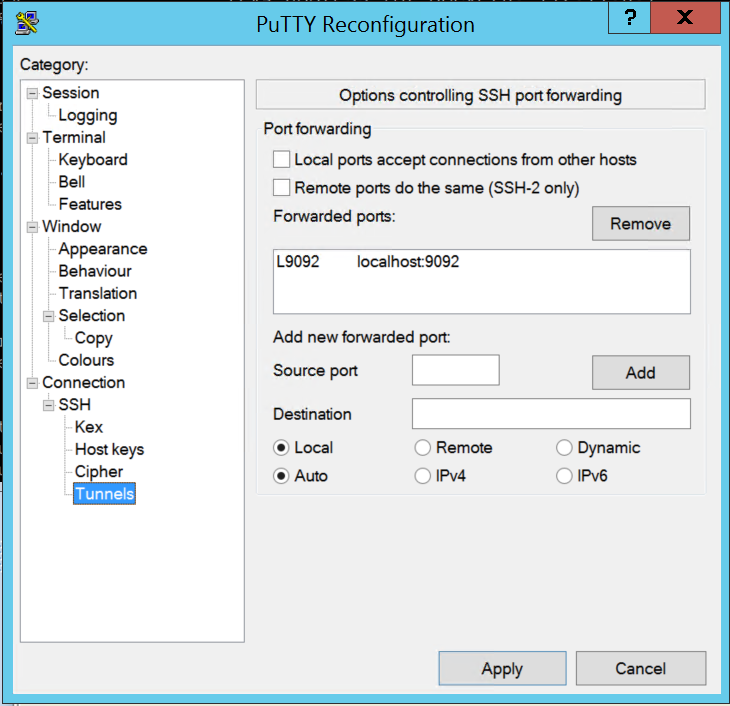 PuTTY Reconfiguration
?
X
Category:
Session
Logging
Terminal
Keyboard
Bell
Features
Window
Appearance
Behaviour
Translation
Selection
Copy
Colours
Connection
SSH
Kex
Host keys
Cipher
Tunnels
Options controlling SSH port forwarding
Port forwarding
Local ports accept connections from other hosts
Remote ports do the same (SSH-2 only)
Forwarded ports:
Remove
L9092 localhost:9092
Add new forwarded port:
Source port
Add
Destination
Local Remote Dynamic
Auto IPv4 IPv6
Apply Cancel